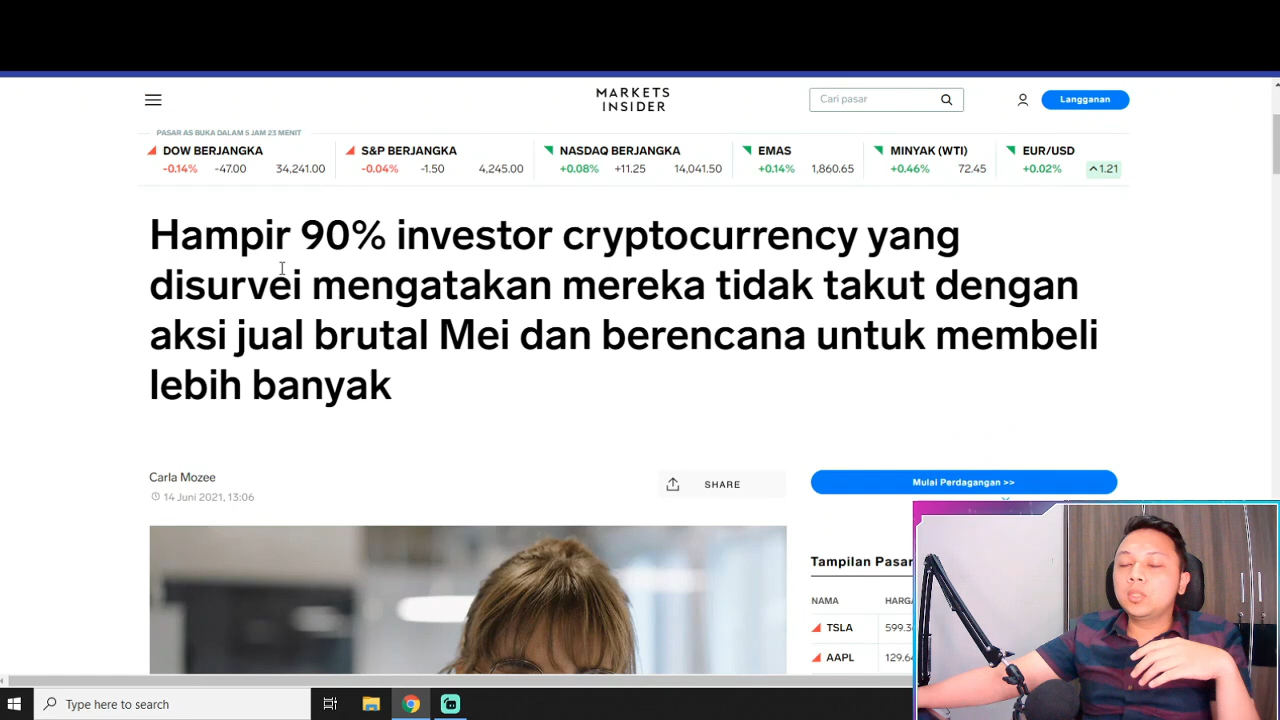 MARKETS
INSIDER
Cari pasar
Langganan
PASAR AS BUKA DALAM 5 JAM 23 MENIT
DOW BERJANGKA
-0.14% -47.00 34,241.00
S&P BERJANGKA
-0.04% -1.50 4,245.00
NASDAQ BERJANGKA
+0.08% +11.25 14,041.50
EMAS
+0.14% 1,860.65
MINYAK (WTI)
+0.46% 72.45
EUR/USD
+0.02% 1.21
Hampir 90% investor cryptocurrency yang
disurvei mengatakan mereka tidak takut dengan
aksi jual brutal Mei dan berencana untuk membeli
lebih banyak
Carla Mozee
14 Juni 2021, 13:06
SHARE
Mulai Perdagangan >>
Tampilan Pasar
NAMA
TSLA
AAPL
Type here to search